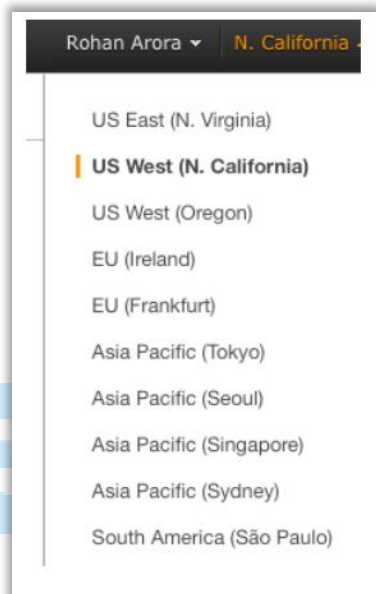 Rohan Arora N. California
US East (N. Virginia)
US West (N. California)
US West (Oregon)
EU (Ireland)
EU (Frankfurt)
Asia Pacific (Tokyo)
Asia Pacific (Seoul)
Asia Pacific (Singapore)
Asia Pacific (Sydney)
South America (São Paulo)